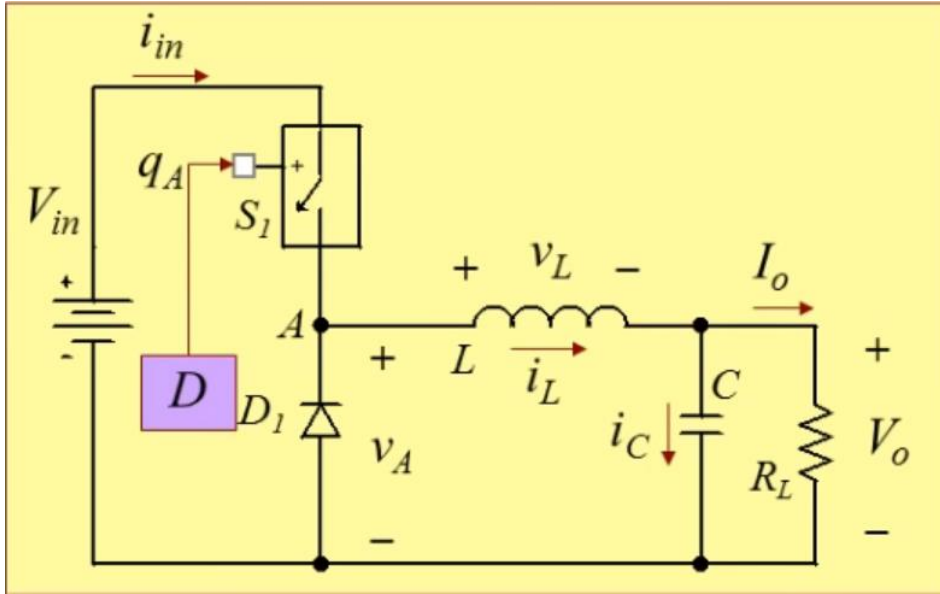 i_in
q_A
+
V_in
S_1
+
+ v_L −
I_o
A
+
L
i_L
+
-
D
D_1
v_A
i_C
C
R_L
V_o
−
−